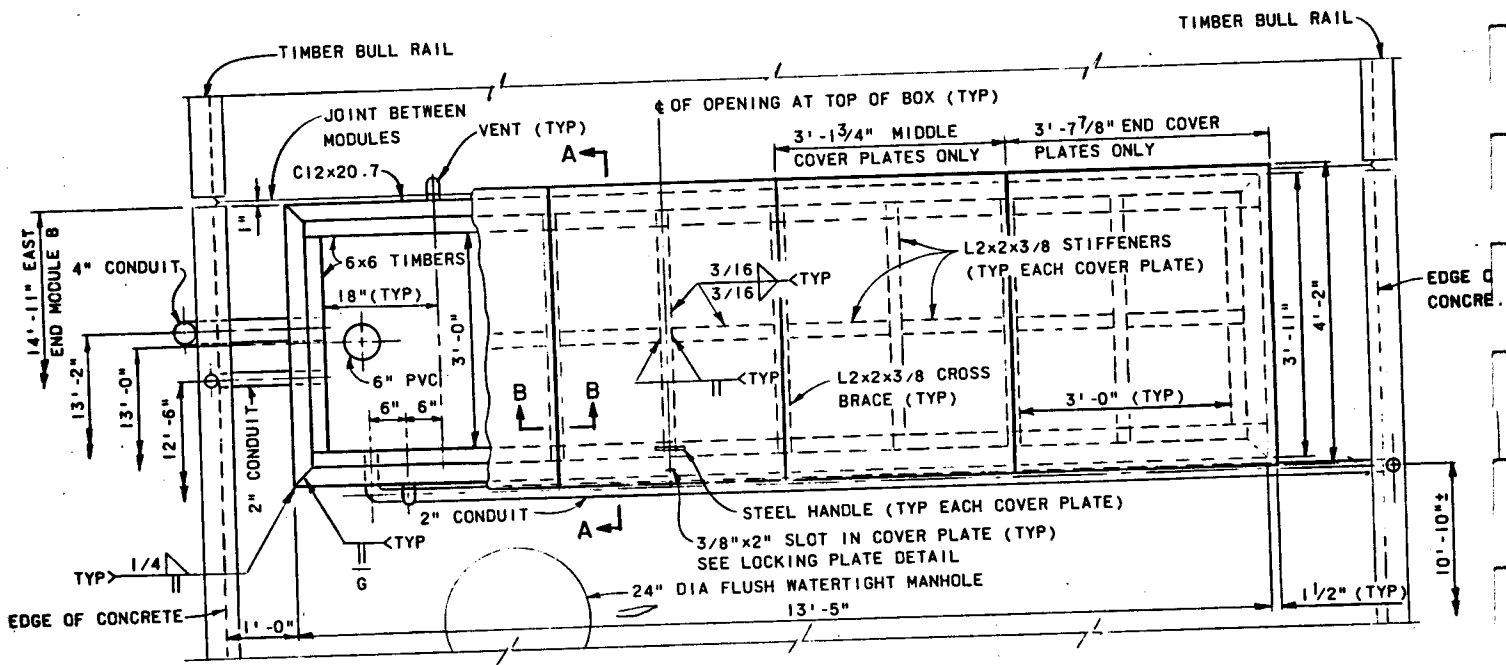 TIMBER BULL RAIL
TIMBER BULL RAIL
JOINT BETWEEN
MODULES
VENT (TYP)
℄ OF OPENING AT TOP OF BOX (TYP)
C12x20.7
A
3'-1 3/4" MIDDLE
COVER PLATES ONLY
3'-7 7/8" END COVER
PLATES ONLY
1"
14'-11" EAST
END MODULE B
4" CONDUIT
6x6 TIMBERS
18"(TYP)
3/16
3/16
TYP
L2x2x3/8 STIFFENERS
(TYP EACH COVER PLATE)
EDGE
CONCRE.
13'-2"
13'-0"
12'-6"
6" PVC
3'-0"
TYP
3'-11"
4'-2"
B
B
L2x2x3/8 CROSS
BRACE (TYP)
6"
6"
3'-0" (TYP)
2" CONDUIT
2" CONDUIT
STEEL HANDLE (TYP EACH COVER PLATE)
A
3/8"x2" SLOT IN COVER PLATE (TYP)
SEE LOCKING PLATE DETAIL
TYP
G
TYP
1/4
24" DIA FLUSH WATERTIGHT MANHOLE
10'-10"±
1 1/2" (TYP)
EDGE OF CONCRETE
1'-0"
13'-5"